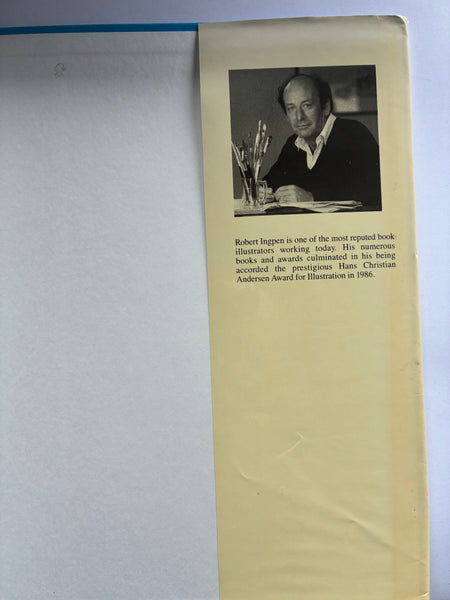 Robert Ingpen is one of the most reputed book
illustrators working today. His numerous
books and awards culminated in his being
accorded the prestigious Hans Christian
Andersen Award for Illustration in 1986.